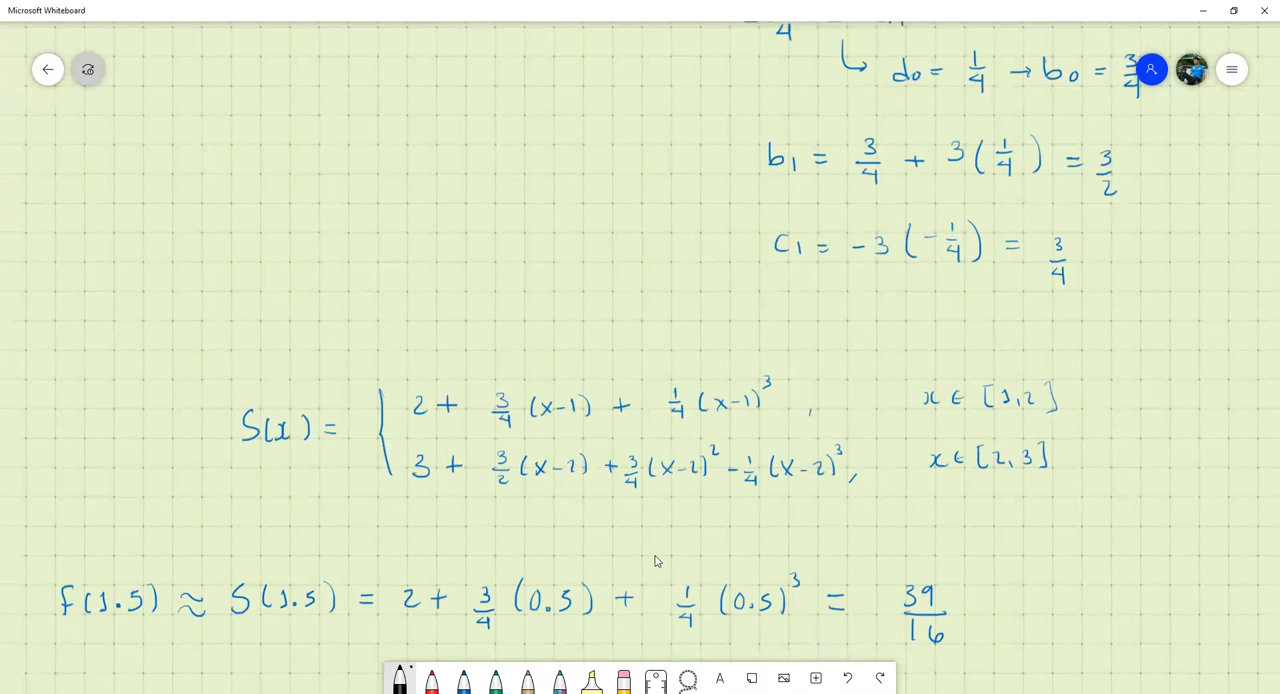 Microsoft Whiteboard
4
d0 = 1/4 → b0 = 3/4
b1 = 3/4 + 3(1/4) = 3/2
C1 = -3(-1/4) = 3/4
S(x) = { 2 + 3/4 (x-1) + 1/4 (x-1)^3 , x ∈ [1,2]
3 + 3/2 (x-2) + 3/4 (x-2)^2 - 1/4 (x-2)^3 , x ∈ [2,3]
f(1.5) ≈ S(1.5) = 2 + 3/4 (0.5) + 1/4 (0.5)^3 = 39/16
A